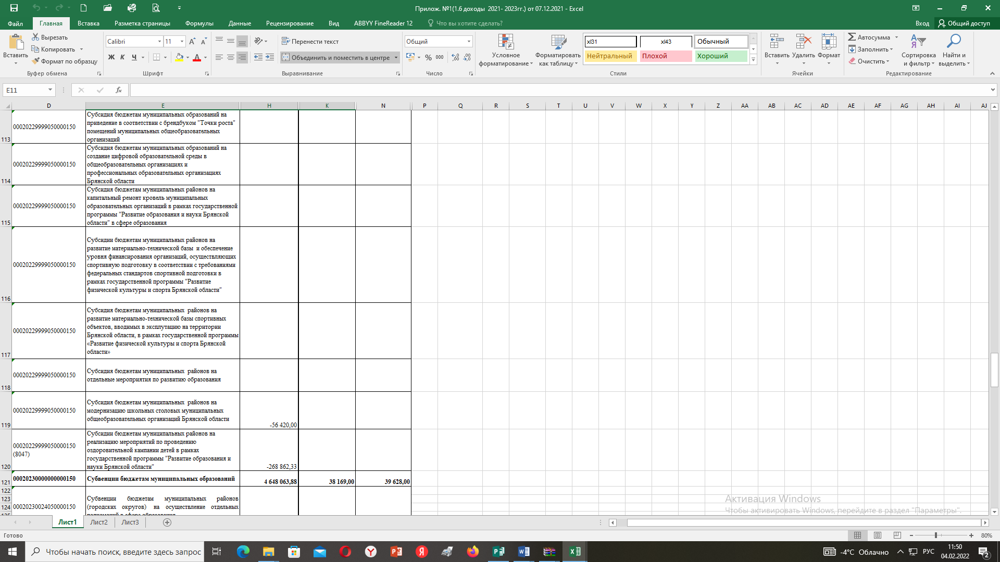 Прилож. №1(1.6 доходы  2021- 2023гг.) от 07.12.2021 - Excel
Файл Главная Вставка Разметка страницы Формулы Данные Рецензирование Вид ABBYY FineReader 12 Что вы хотите сделать? Вход Общий доступ
Вставить
Вырезать
Копировать
Формат по образцу
Буфер обмена
Calibri 11
Ж К Ч
Шрифт
Перенести текст
Объединить и поместить в центре
Выравнивание
Общий
% 000
Число
Условное форматирование
Форматировать как таблицу
xl31 xl43 Обычный
Нейтральный Плохой Хороший
Стили
Вставить Удалить Формат
Ячейки
Автосумма
Заполнить
Очистить
Сортировка и фильтр
Найти и выделить
Редактирование
E11 fx
D E H K N P Q R S T U V W X Y Z AA AB AC AD AE AF AG AH AI AJ
113 00020229999050000150
Субсидия бюджетам муниципальных образований на
приведение в соответствии с брендбуком "Точки роста"
помещений муниципальных общеобразовательных
организаций
114 00020229999050000150
Субсидия бюджетам муниципальных образований на
создание цифровой образовательной среды в
общеобразовательных организациях и
профессиональных образовательных организациях
Брянской области
115 00020229999050000150
Субсидия бюджетам муниципальных районов на
капитальный ремонт кровель муниципальных
образовательных организаций в рамках государственной
программы "Развитие образования и науки Брянской
области" в сфере образования
116 00020229999050000150
Субсидии бюджетам муниципальных районов на
развитие материально-технической базы  и обеспечение
уровня финансирования организаций, осуществляющих
спортивную подготовку в соответствии с требованиями
федеральных стандартов спортивной подготовки в
рамках государственной программы "Развитие
физической культуры и спорта Брянской области"
117 00020229999050000150
Субсидия бюджетам муниципальных  районов на
развитие материально-технической базы спортивных
объектов, вводимых в эксплутацию на территории
Брянской области, в рамках государственной программы
«Развитие физической культуры и спорта Брянской
области»
118 00020229999050000150
Субсидия бюджетам муниципальных  районов на
отдельные мероприятия по развитию образования
119 00020229999050000150
Субсидия бюджетам муниципальных  районов на
модернизацию школьных столовых муниципальных
общеобразовательных организаций Брянской области
-56 420,00
120 00020229999050000150
(8047)
Субсидии бюджетам муниципальных районов на
реализацию мероприятий по проведению
оздоровительной кампании детей в рамках
государственной программы "Развитие образования и
науки Брянской области"
-268 862,33
121 00020230000000000150 Субвенции бюджетам муниципальных образований 4 648 063,88 38 169,00 39 628,00
122
123
124 00020230024050000150
Субвенции бюджетам муниципальных районов
(городских округов) на осуществление отдельных
полномочий в сфере образования
125
Активация Windows
Чтобы активировать Windows, перейдите в раздел "Параметры".
Лист1 Лист2 Лист3
Готово 80%
Чтобы начать поиск, введите здесь запрос
-4°C Облачно РУС 11:50
04.02.2022
2